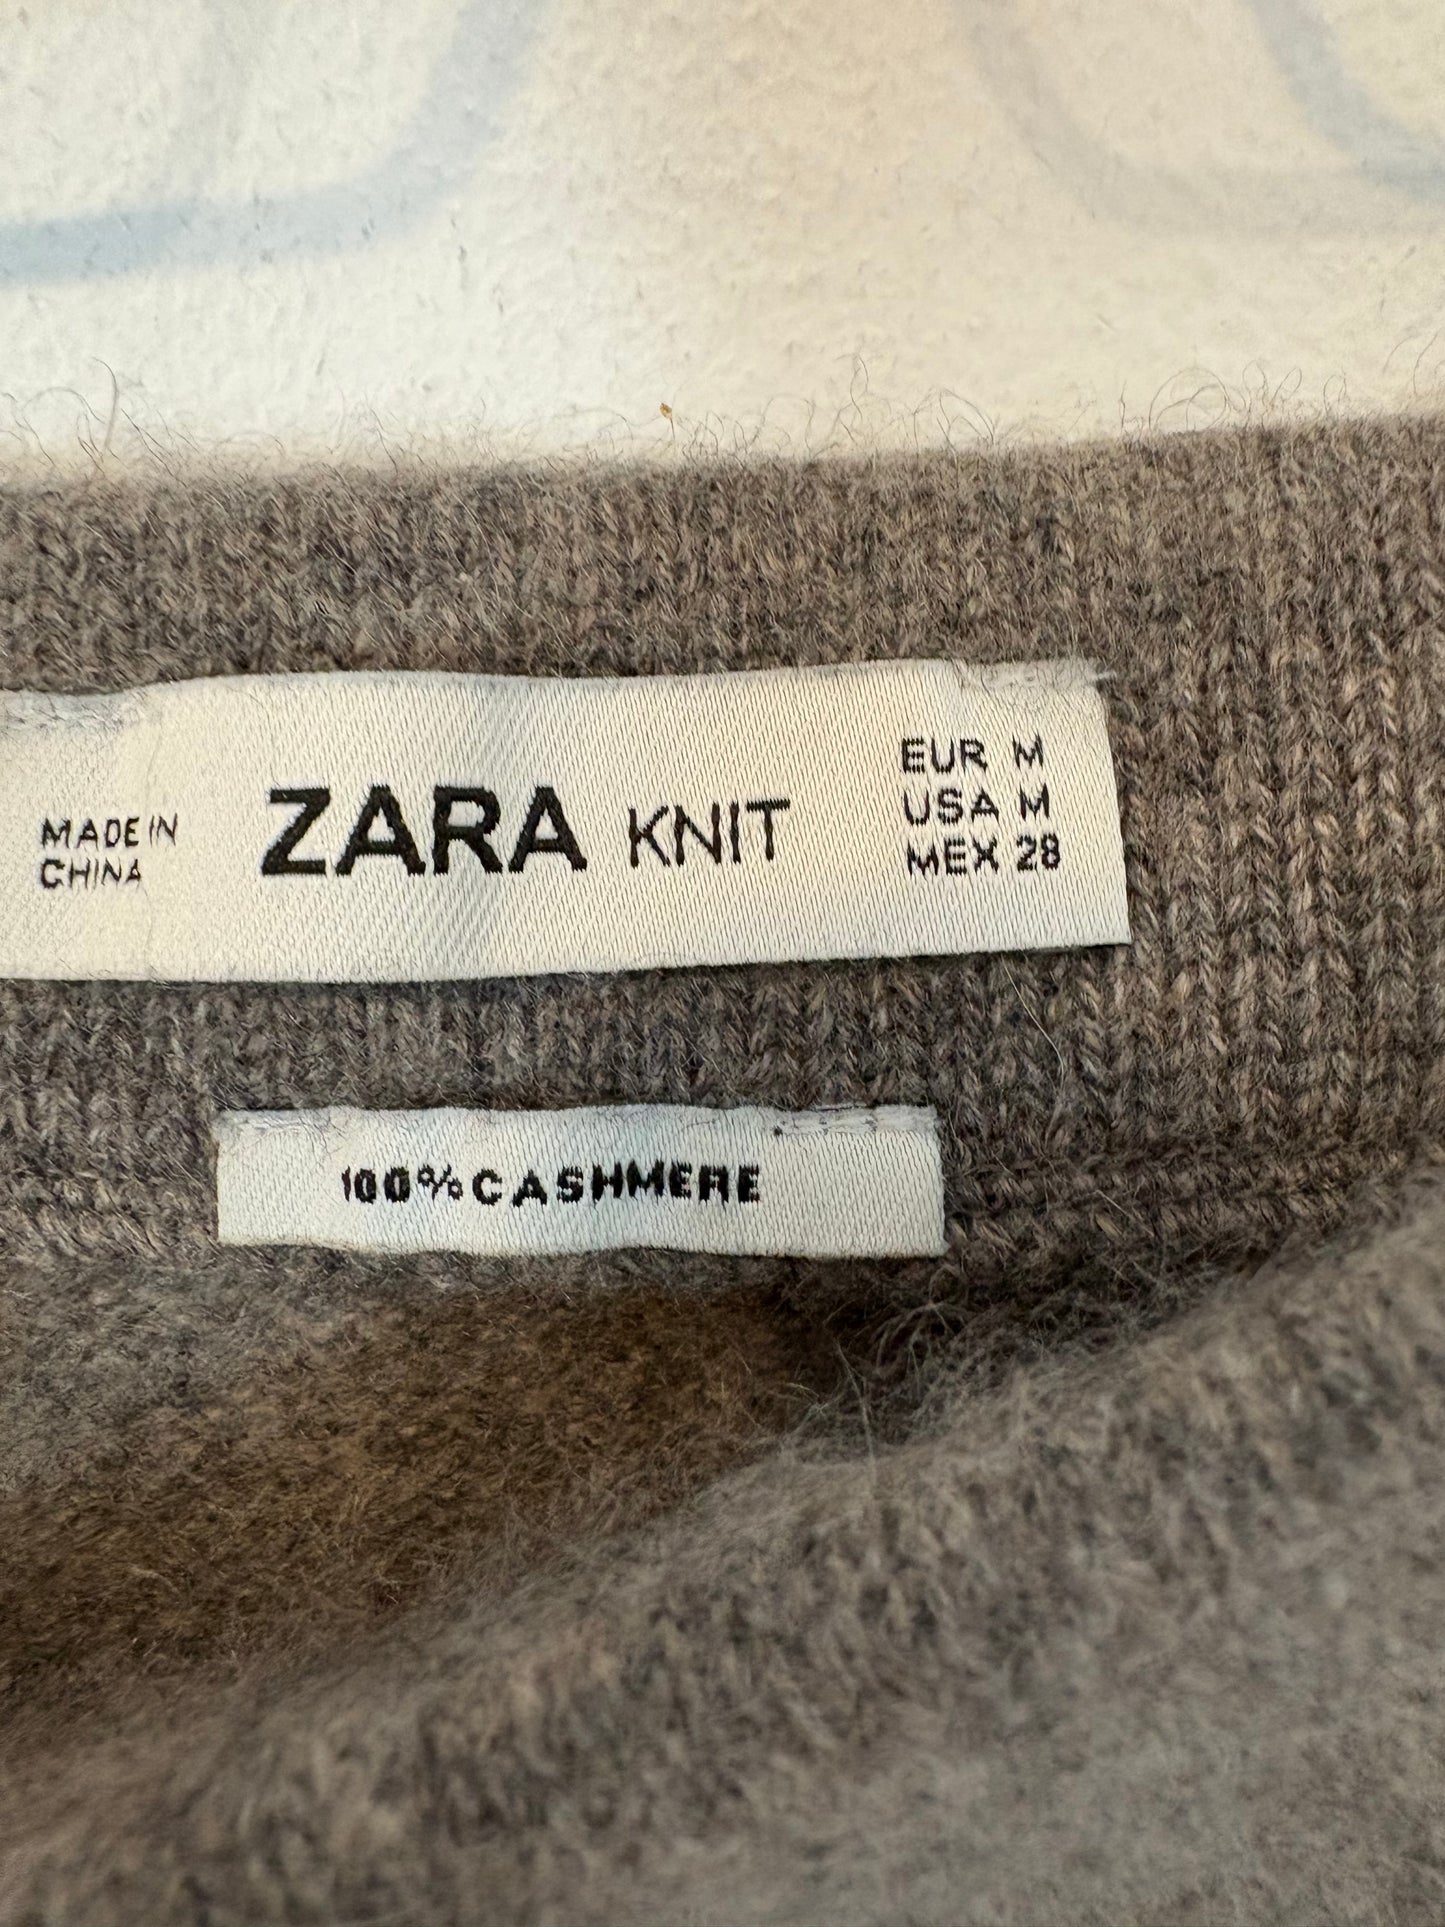 MADE IN
CHINA
ZARA KNIT
EUR M
USA M
MEX 28
100% CASHMERE